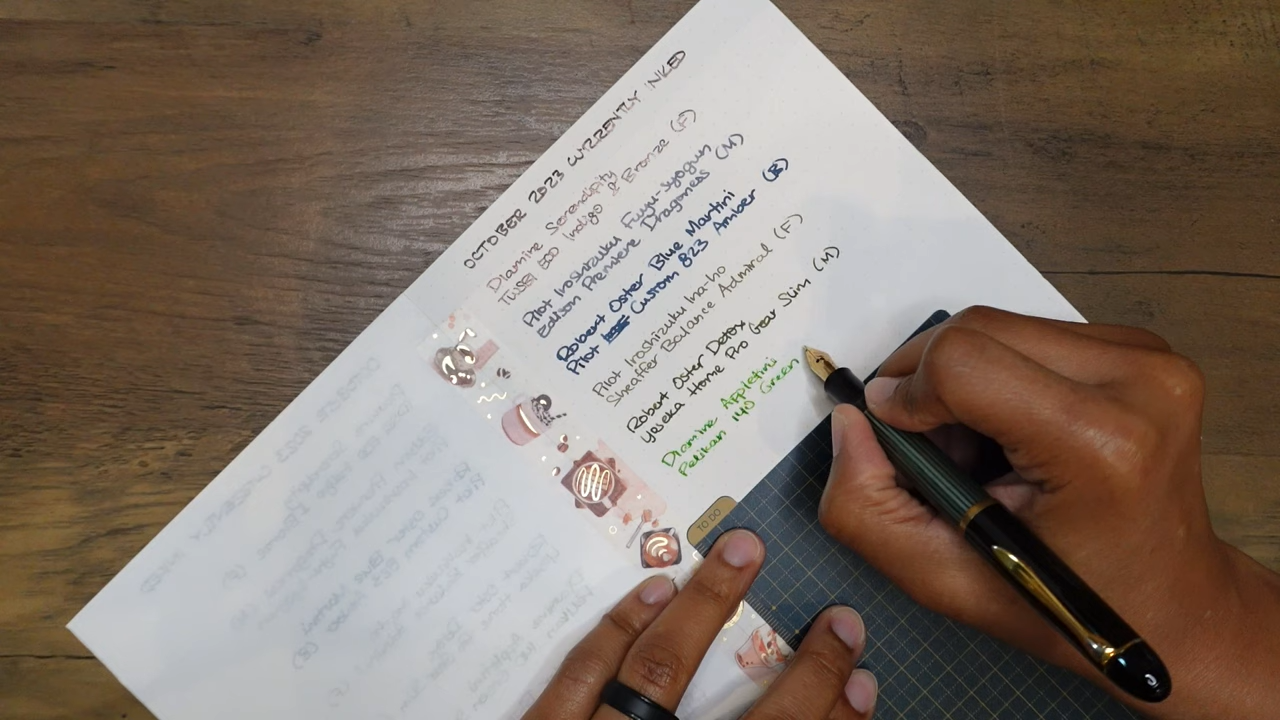 OCTOBER 2023 CURRENTLY INKED
Diamine Serendipity
TWSBI ECO Indigo & Bronze (F)
Pilot Iroshizuku Fuyu-syogun
Edison Premiere Dragoness (M)
Robert Oster Blue Martini
Pilot Custom 823 Amber (B)
Pilot Iroshizuku Ina-ho
Sheaffer Balance Admiral (F)
Robert Oster Detox
Yoseka Home Pro Gear Slim (M)
Diamine Appletini
Pelikan 140 Green
TO DO